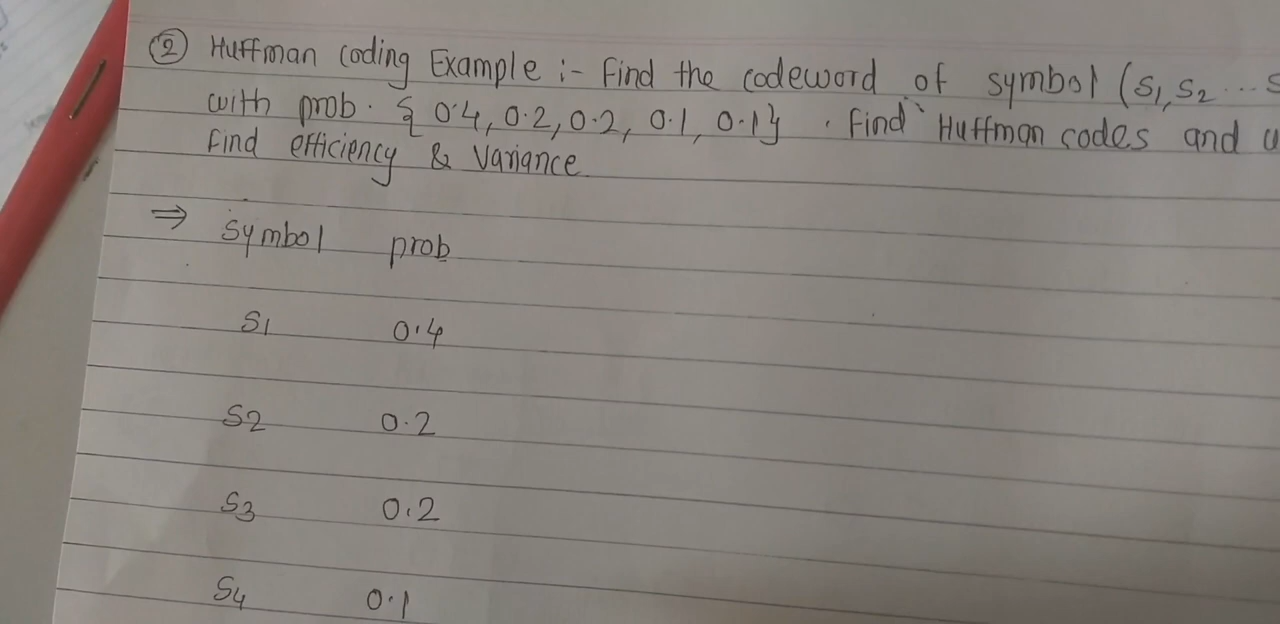 ② Huffman coding Example :- Find the codeword of symbol (S1, S2 ...
with prob. { 0.4, 0.2, 0.2, 0.1, 0.1} . Find Huffman codes and
Find efficiency & Variance
⇒ Symbol prob
S1 0.4
S2 0.2
S3 0.2
S4 0.1